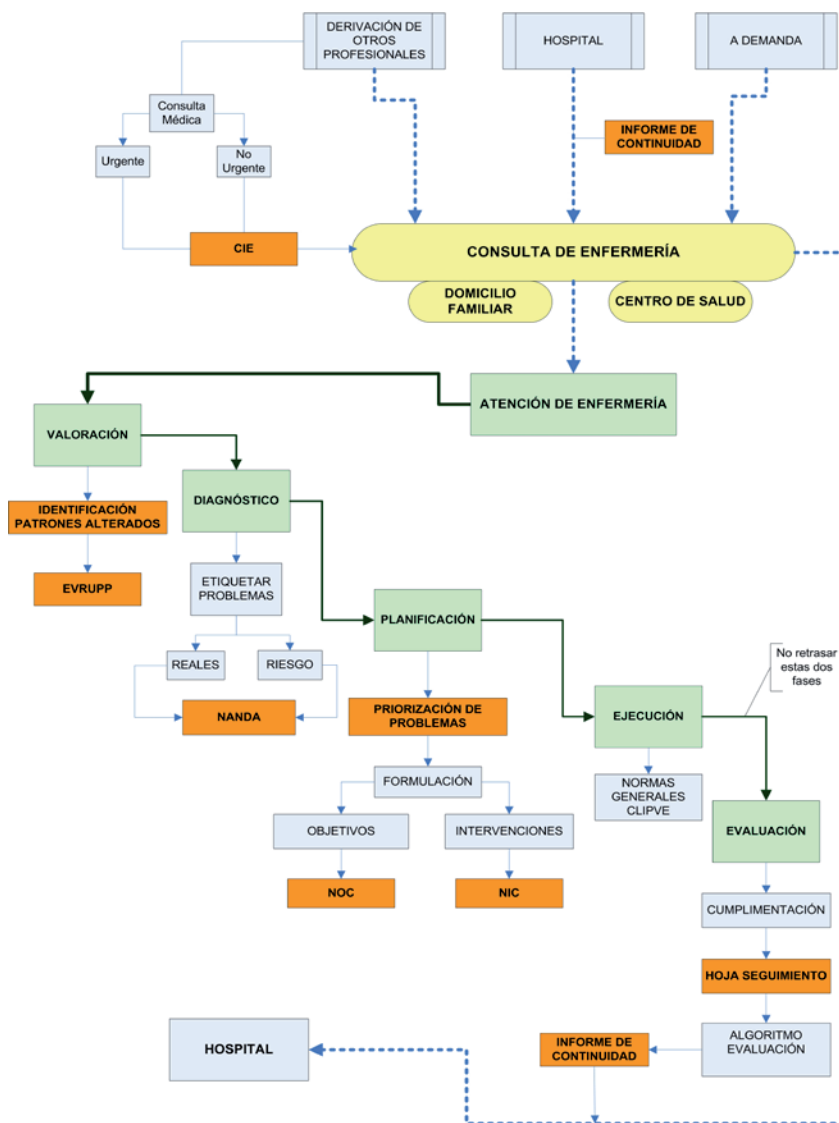 DERIVACIÓN DE
OTROS
PROFESIONALES
HOSPITAL
A DEMANDA
Consulta
Médica
INFORME DE
CONTINUIDAD
Urgente
No
Urgente
CIE
CONSULTA DE ENFERMERÍA
DOMICILIO
FAMILIAR
CENTRO DE SALUD
ATENCIÓN DE ENFERMERÍA
VALORACIÓN
IDENTIFICACIÓN
PATRONES ALTERADOS
EVRUPP
DIAGNÓSTICO
ETIQUETAR
PROBLEMAS
REALES
RIESGO
NANDA
PLANIFICACIÓN
PRIORIZACIÓN DE
PROBLEMAS
FORMULACIÓN
OBJETIVOS
INTERVENCIONES
NOC
NIC
No retrasar
estas dos
fases
EJECUCIÓN
NORMAS
GENERALES
CLIPVE
EVALUACIÓN
CUMPLIMENTACIÓN
HOJA SEGUIMIENTO
ALGORITMO
EVALUACIÓN
INFORME DE
CONTINUIDAD
HOSPITAL